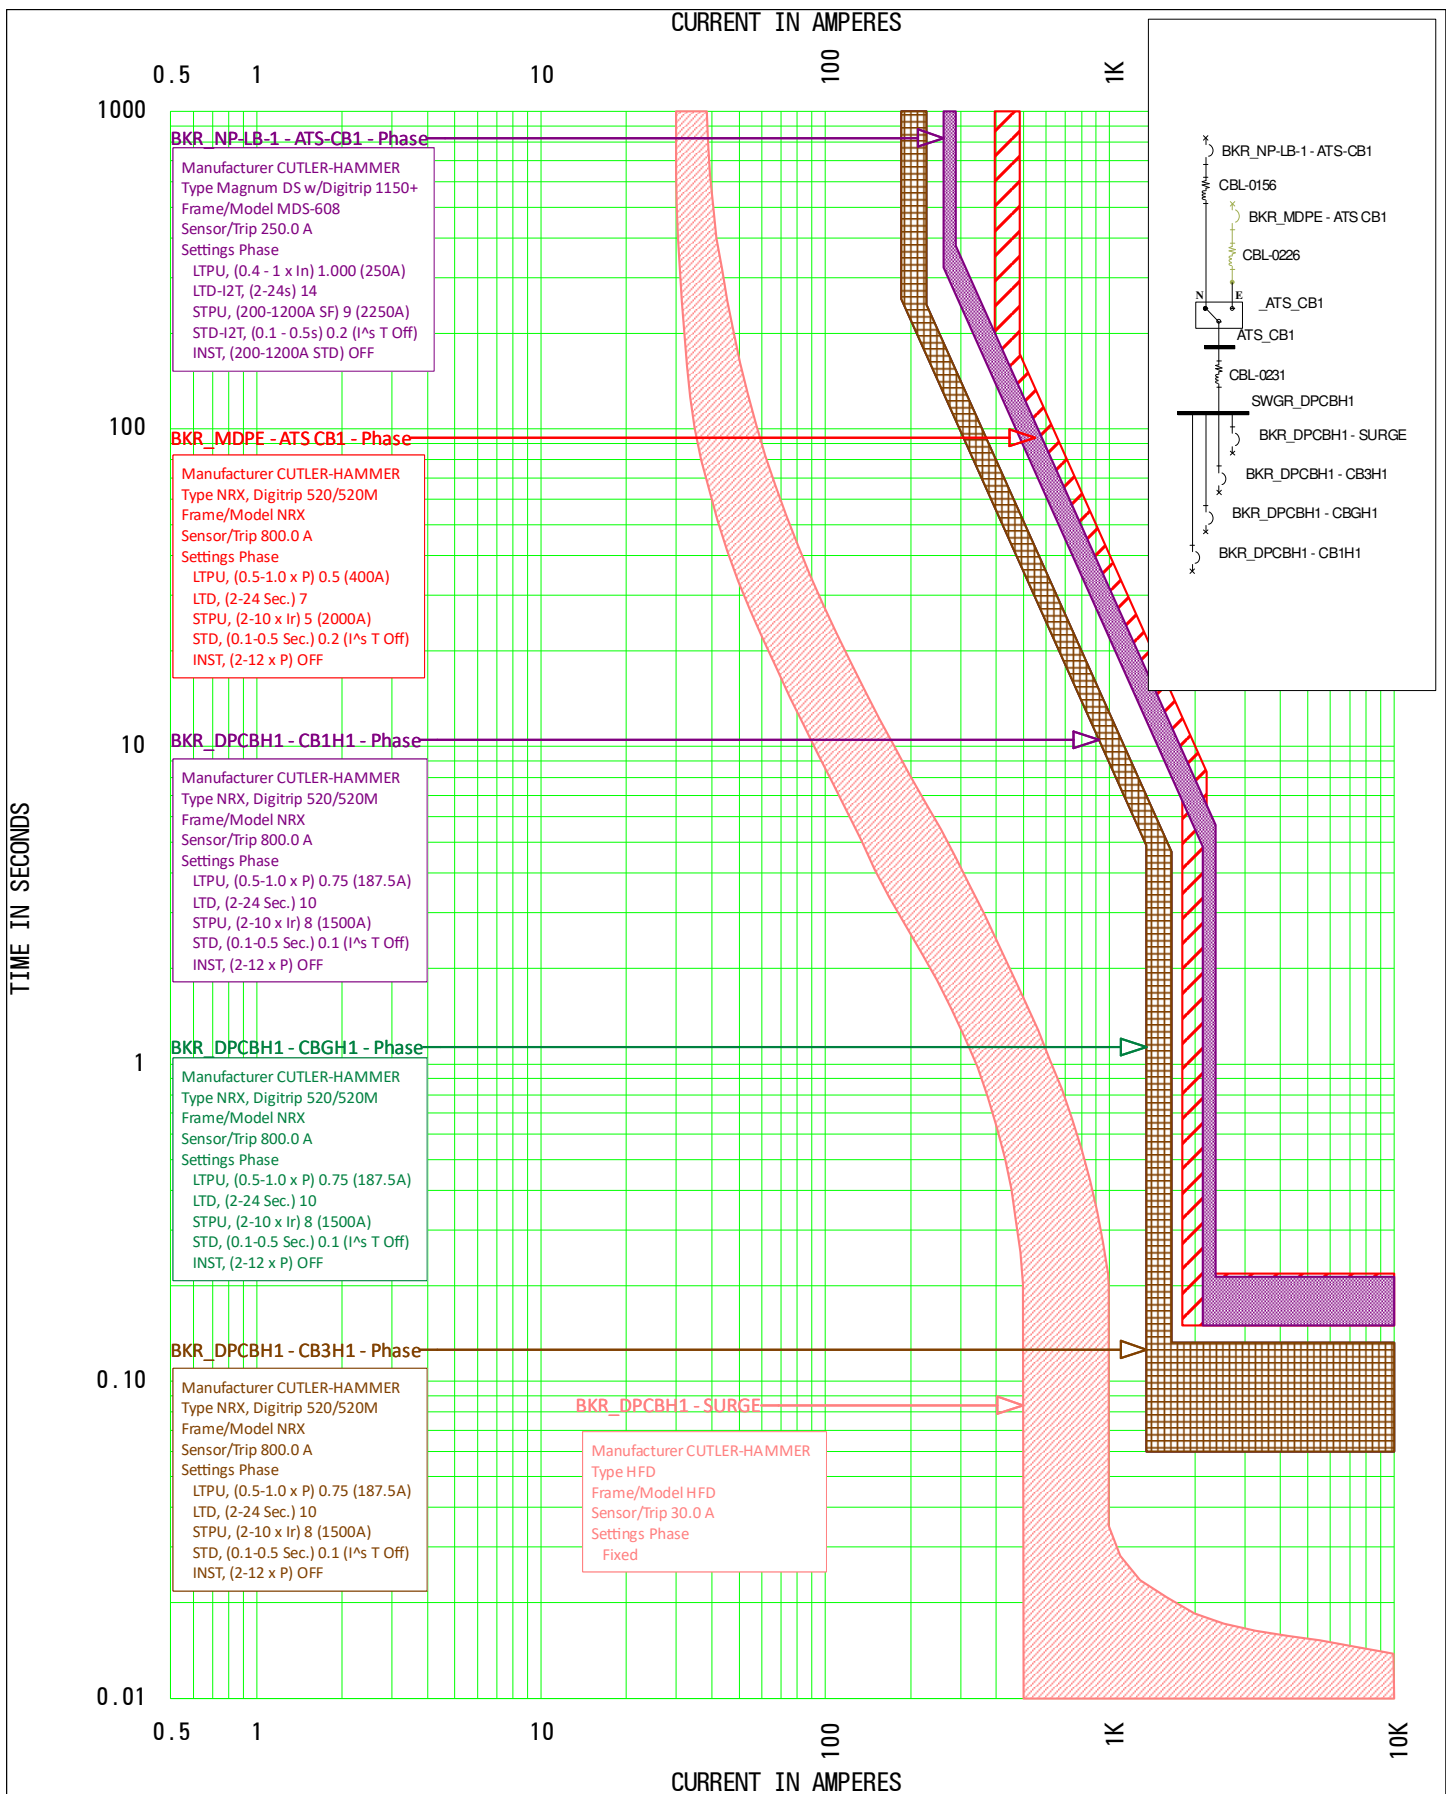 CURRENT IN AMPERES
0.5 1 10 100 1K
1000
100
10
1
0.10
0.01
TIME IN SECONDS
BKR_NP-LB-1 - ATS-CB1 - Phase
Manufacturer CUTLER-HAMMER
Type Magnum DS w/Digitrip 1150+
Frame/Model MDS-608
Sensor/Trip 250.0 A
Settings Phase
LTPU, (0.4 - 1 x In) 1.000 (250A)
LTD-I2T, (2-24s) 14
STPU, (200-1200A SF) 9 (2250A)
STD-I2T, (0.1 - 0.5s) 0.2 (I^s T Off)
INST, (200-1200A STD) OFF
BKR_MDPE - ATS CB1 - Phase
Manufacturer CUTLER-HAMMER
Type NRX, Digitrip 520/520M
Frame/Model NRX
Sensor/Trip 800.0 A
Settings Phase
LTPU, (0.5-1.0 x P) 0.5 (400A)
LTD, (2-24 Sec.) 7
STPU, (2-10 x Ir) 5 (2000A)
STD, (0.1-0.5 Sec.) 0.2 (I^s T Off)
INST, (2-12 x P) OFF
BKR_DPCBH1 - CB1H1 - Phase
Manufacturer CUTLER-HAMMER
Type NRX, Digitrip 520/520M
Frame/Model NRX
Sensor/Trip 800.0 A
Settings Phase
LTPU, (0.5-1.0 x P) 0.75 (187.5A)
LTD, (2-24 Sec.) 10
STPU, (2-10 x Ir) 8 (1500A)
STD, (0.1-0.5 Sec.) 0.1 (I^s T Off)
INST, (2-12 x P) OFF
BKR_DPCBH1 - CBGH1 - Phase
Manufacturer CUTLER-HAMMER
Type NRX, Digitrip 520/520M
Frame/Model NRX
Sensor/Trip 800.0 A
Settings Phase
LTPU, (0.5-1.0 x P) 0.75 (187.5A)
LTD, (2-24 Sec.) 10
STPU, (2-10 x Ir) 8 (1500A)
STD, (0.1-0.5 Sec.) 0.1 (I^s T Off)
INST, (2-12 x P) OFF
BKR_DPCBH1 - CB3H1 - Phase
Manufacturer CUTLER-HAMMER
Type NRX, Digitrip 520/520M
Frame/Model NRX
Sensor/Trip 800.0 A
Settings Phase
LTPU, (0.5-1.0 x P) 0.75 (187.5A)
LTD, (2-24 Sec.) 10
STPU, (2-10 x Ir) 8 (1500A)
STD, (0.1-0.5 Sec.) 0.1 (I^s T Off)
INST, (2-12 x P) OFF
BKR_DPCBH1 - SURGE
Manufacturer CUTLER-HAMMER
Type HFD
Frame/Model HFD
Sensor/Trip 30.0 A
Settings Phase
Fixed
BKR_NP-LB-1 - ATS-CB1
CBL-0156
BKR_MDPE - ATS CB1
CBL-0226
N E
_ATS_CB1
ATS_CB1
CBL-0231
SWGR_DPCBH1
BKR_DPCBH1 - SURGE
BKR_DPCBH1 - CB3H1
BKR_DPCBH1 - CBGH1
BKR_DPCBH1 - CB1H1
0.5 1 10 100 1K 10K
CURRENT IN AMPERES